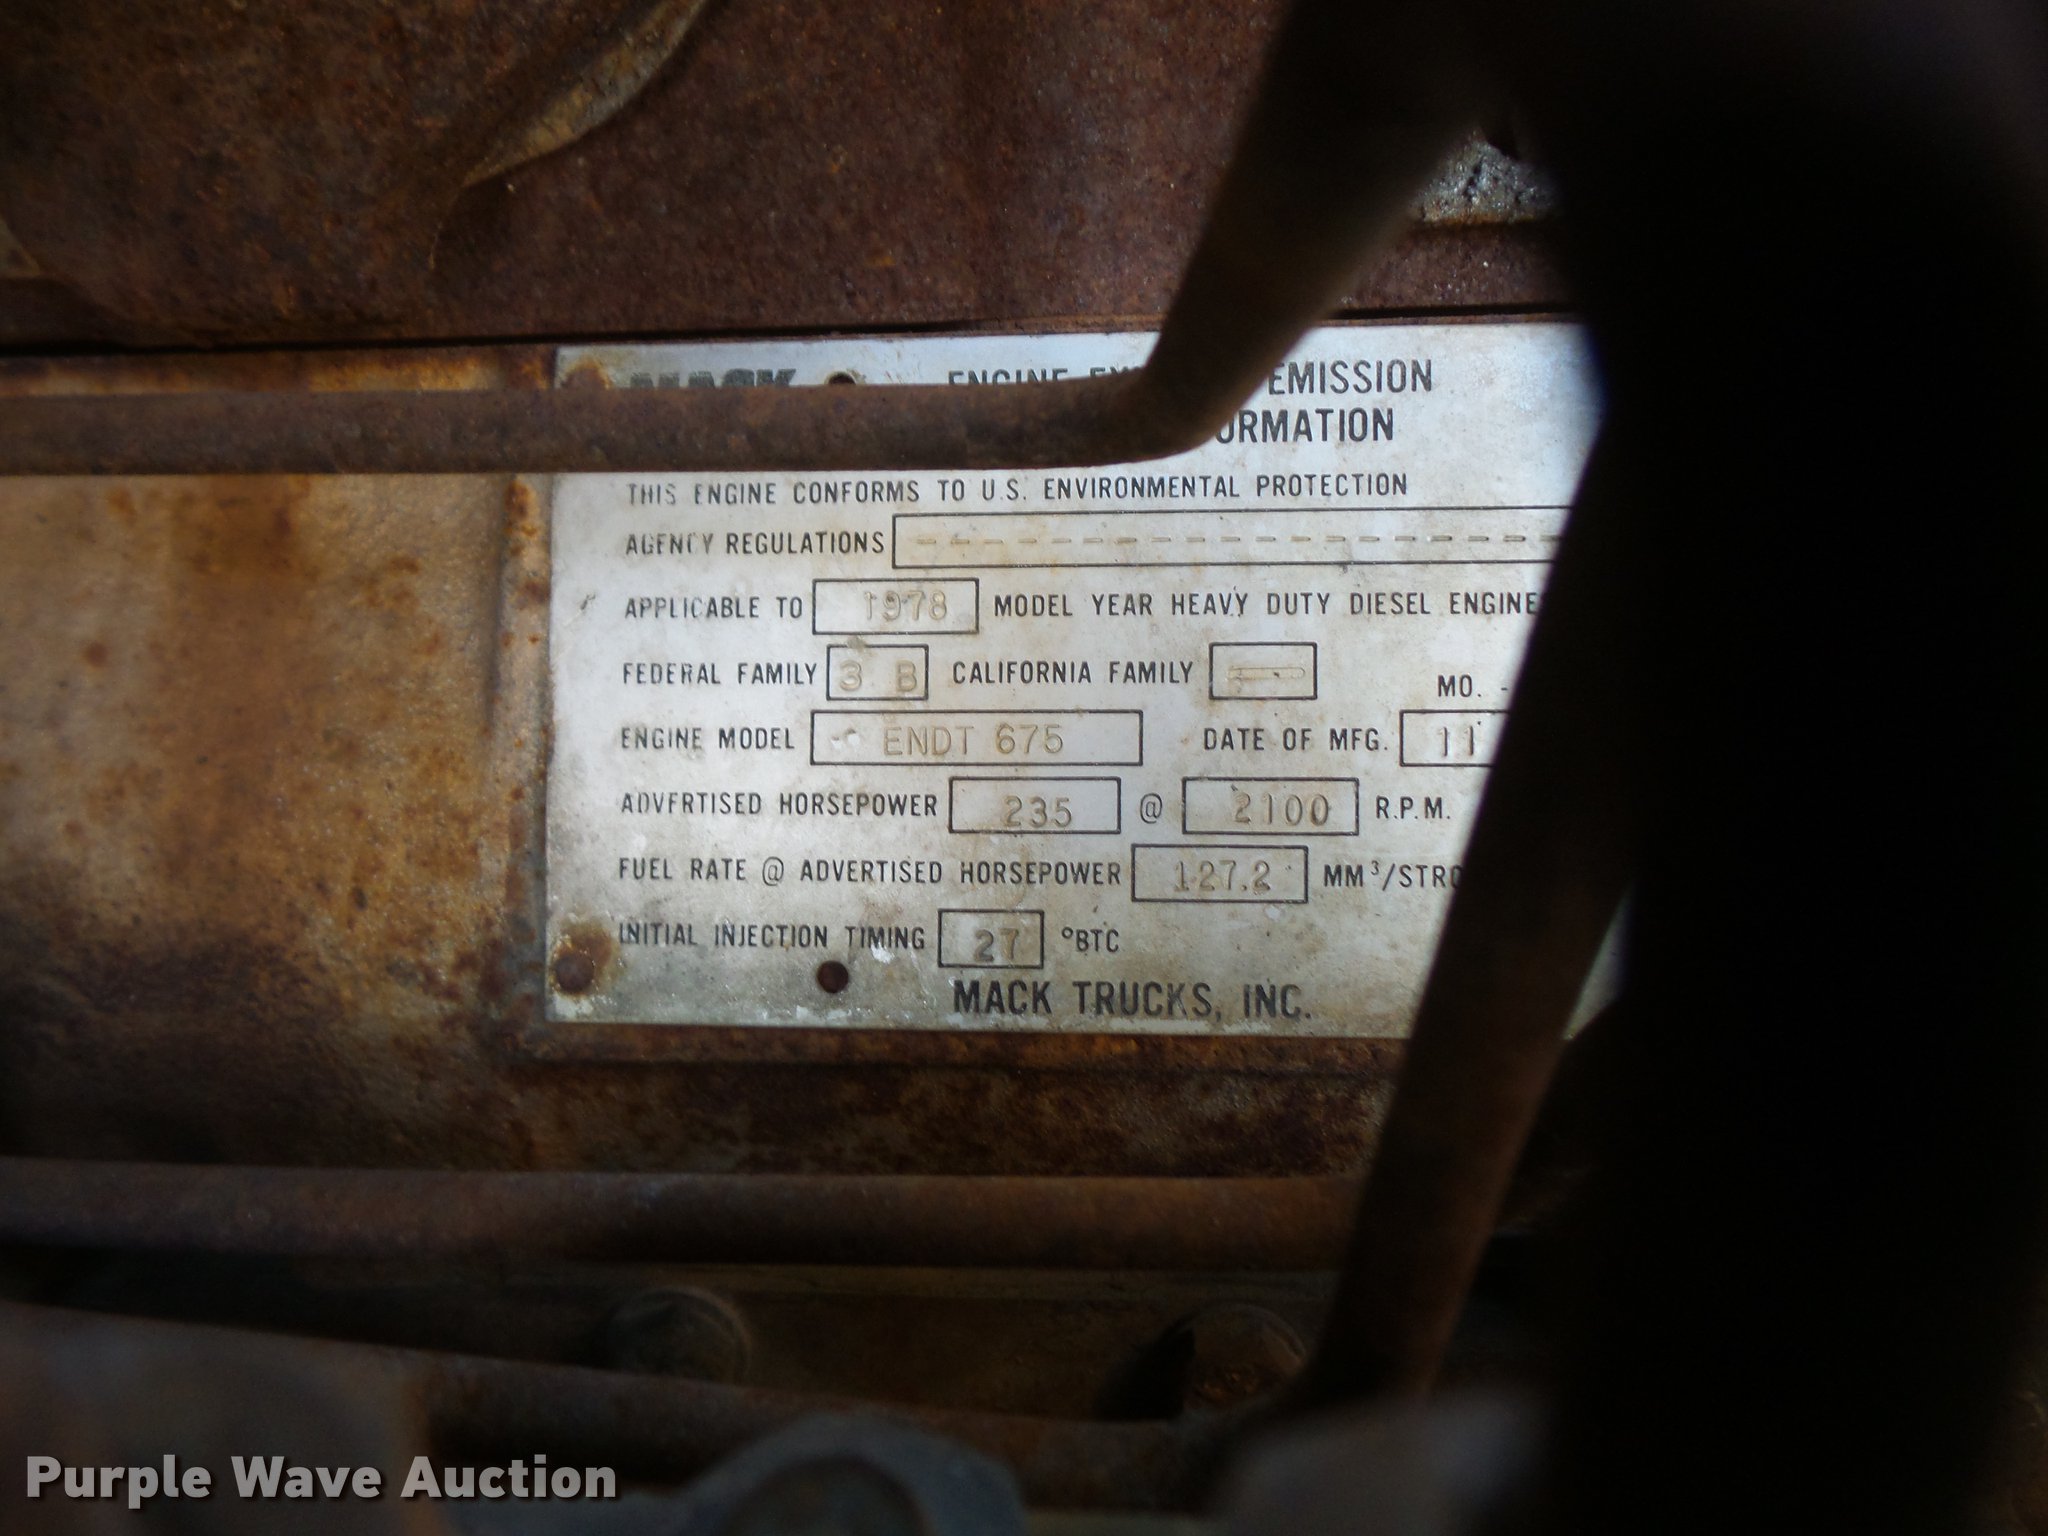 MACK ENGINE EMISSION
THIS ENGINE CONFORMS TO U.S. ENVIRONMENTAL PROTECTION
AGENCY REGULATIONS - - - - - - - - - - - - - - - - - -
APPLICABLE TO 1978 MODEL YEAR HEAVY DUTY DIESEL ENGINE
FEDERAL FAMILY 3 B CALIFORNIA FAMILY
MO. -
ENGINE MODEL ENDT 675 DATE OF MFG. 11
ADVERTISED HORSEPOWER 235 @ 2100 R.P.M.
FUEL RATE @ ADVERTISED HORSEPOWER 127.2 MM³/STRO
INITIAL INJECTION TIMING 27 °BTC
MACK TRUCKS, INC.
Purple Wave Auction